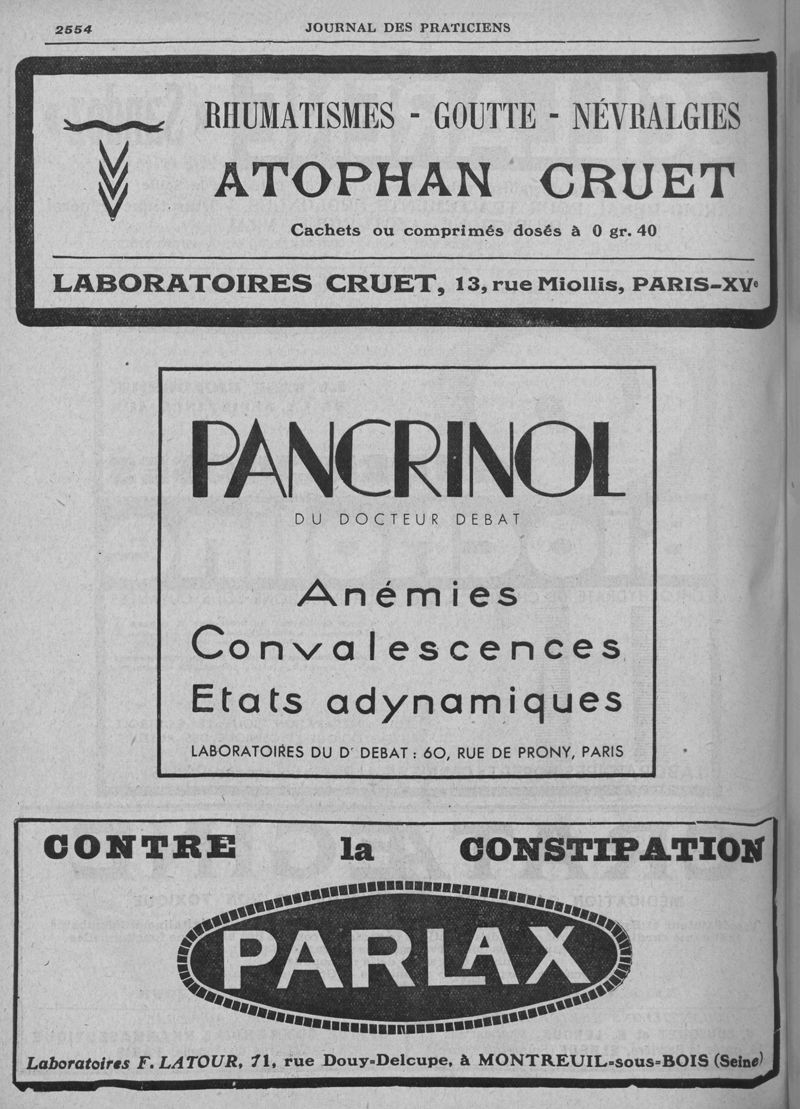 2554
JOURNAL DES PRATICIENS
RHUMATISMES - GOUTTE - NÉVRALGIES
ATOPHAN CRUET
Cachets ou comprimés dosés à 0 gr. 40
LABORATOIRES CRUET, 13, rue Miollis, PARIS-XVe
PANCRINOL
DU DOCTEUR DEBAT
Anémies
Convalescences
Etats adynamiques
LABORATOIRES DU Dr DEBAT : 60, RUE DE PRONY, PARIS
CONTRE la CONSTIPATION
PARLAX
Laboratoires F. LATOUR, 71, rue Douy-Delcupe, à MONTREUIL-sous-BOIS (Seine)